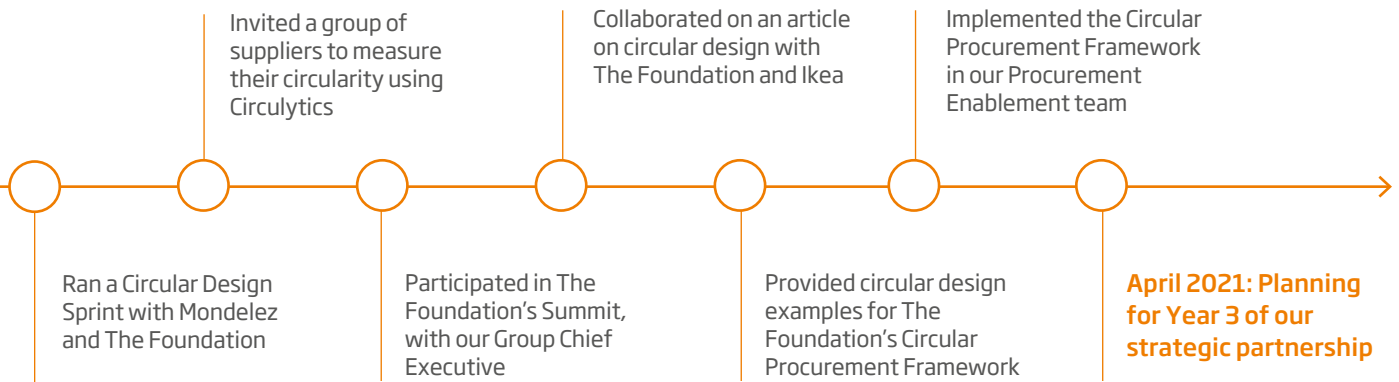 Invited a group of
suppliers to measure
their circularity using
Circulytics
Collaborated on an article
on circular design with
The Foundation and Ikea
Implemented the Circular
Procurement Framework
in our Procurement
Enablement team
Ran a Circular Design
Sprint with Mondelez
and The Foundation
Participated in The
Foundation's Summit,
with our Group Chief
Executive
Provided circular design
examples for The
Foundation's Circular
Procurement Framework
April 2021: Planning
for Year 3 of our
strategic partnership